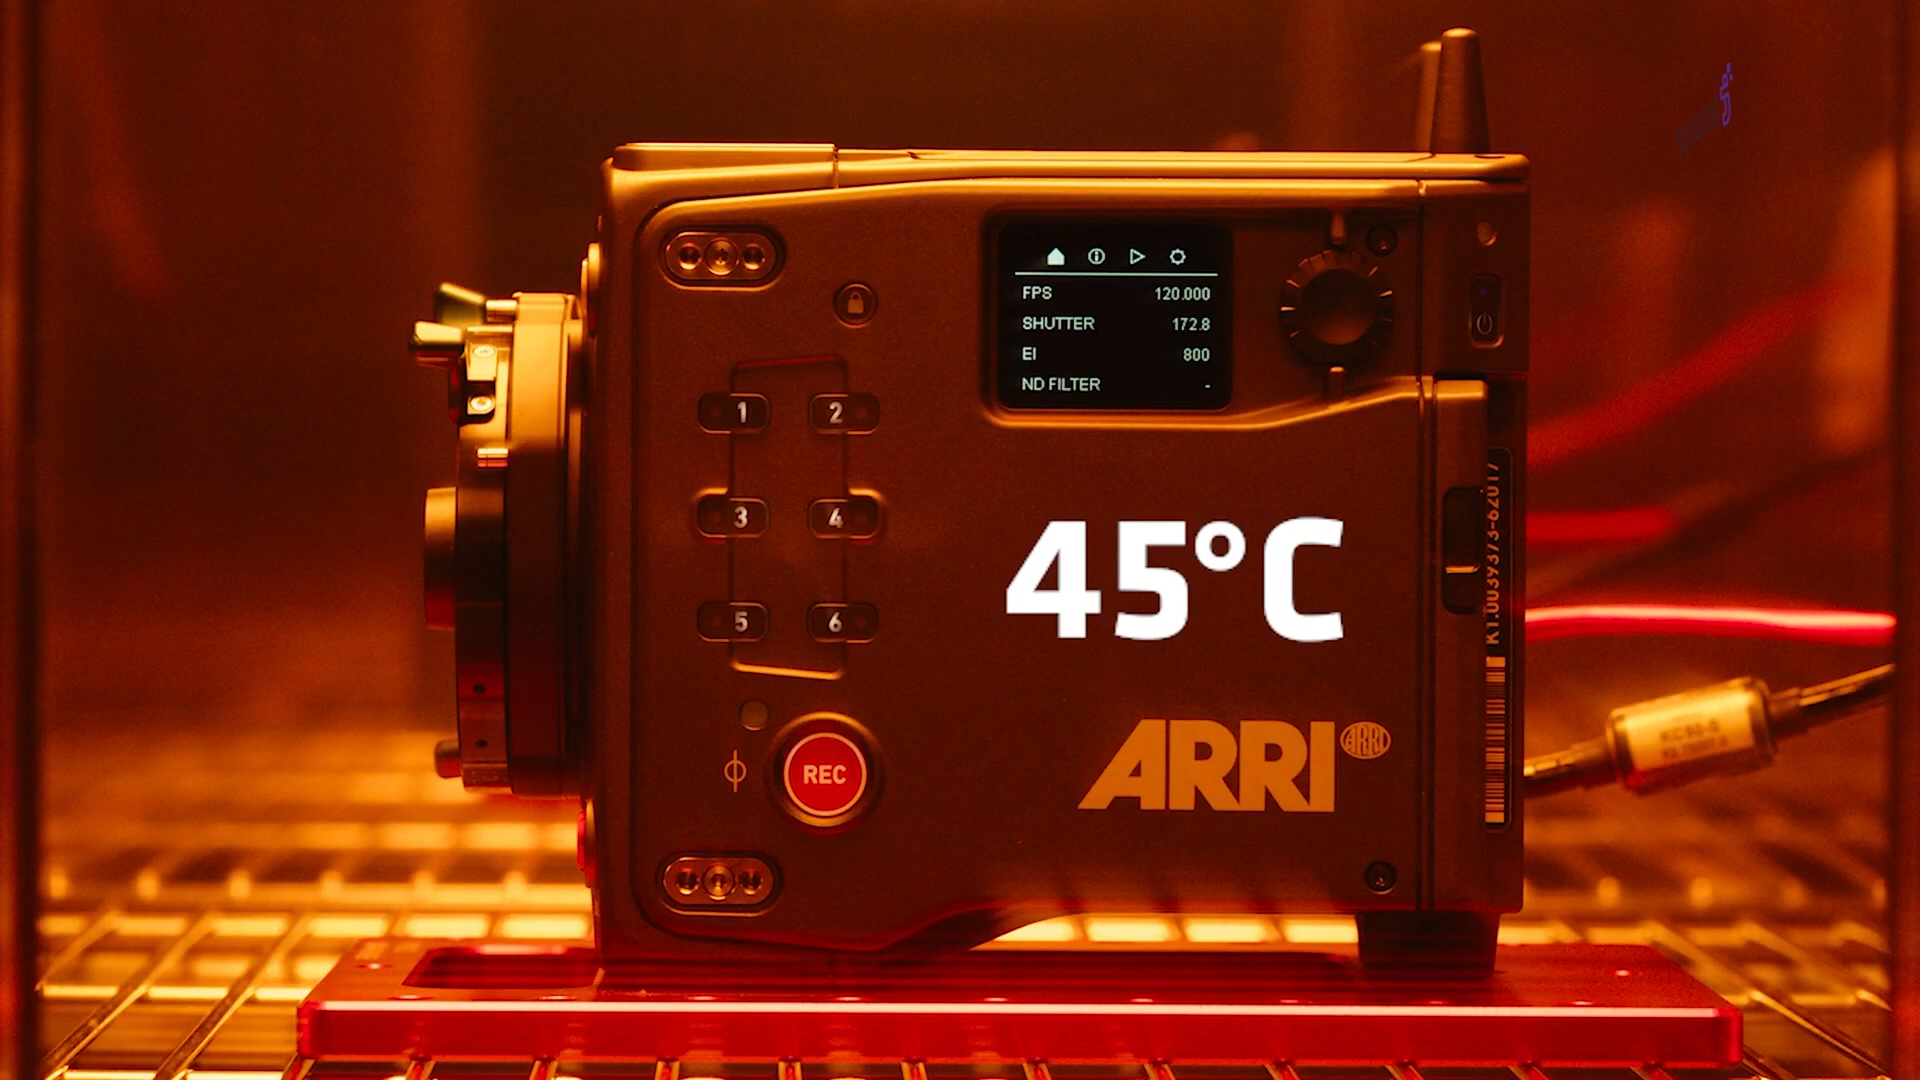 FPS 120.000
SHUTTER 172.8
EI 800
ND FILTER -
1 2
3 4
5 6
45°C
REC
ARRI ARRI